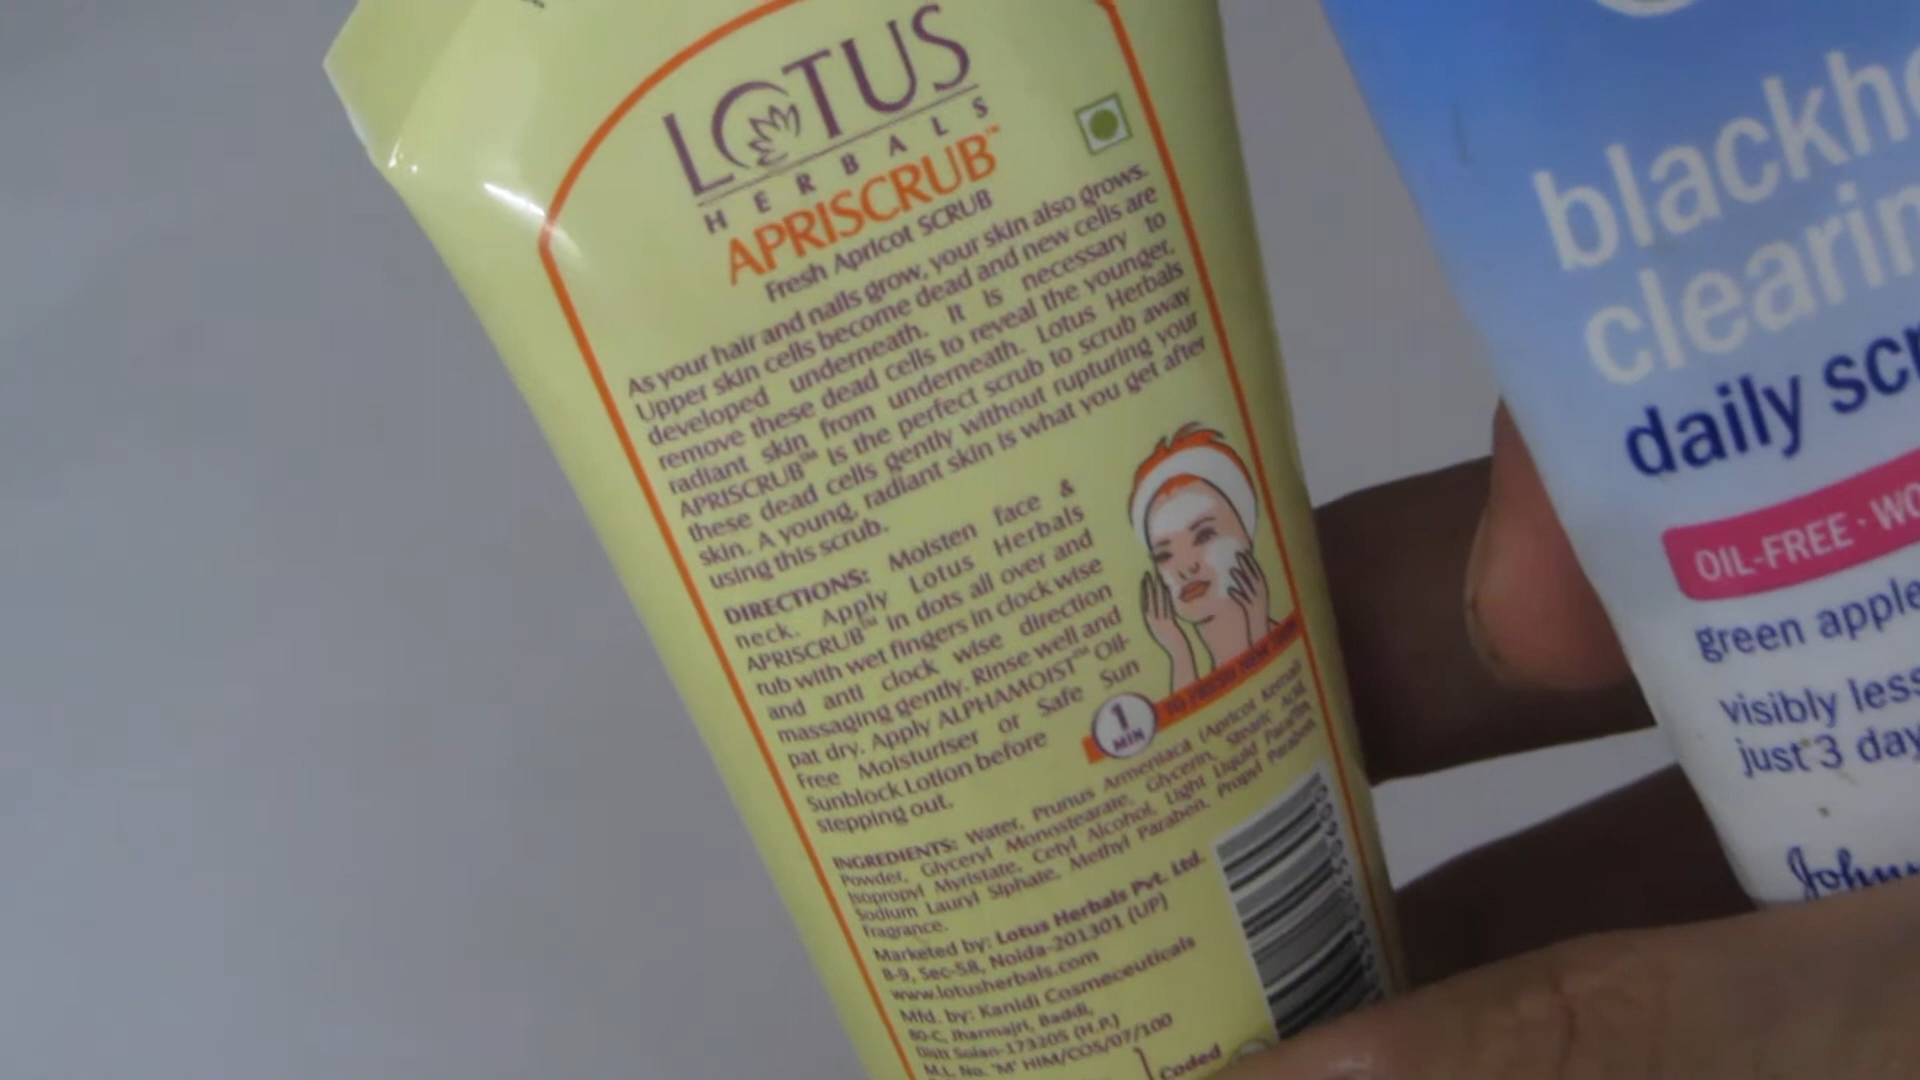 LOTUS
HERBALS
APRISCRUB™
Fresh Apricot SCRUB
As your hair and nails grow, your skin also grows.
Upper skin cells become dead and new cells are
developed underneath. It is necessary to
remove these dead cells to reveal the younger,
radiant skin from underneath. Lotus Herbals
APRISCRUB™ is the perfect scrub to scrub away
these dead cells gently without rupturing your
skin. A young, radiant skin is what you get after
using this scrub.
DIRECTIONS: Moisten face &
neck. Apply Lotus Herbals
APRISCRUB™ in dots all over and
rub with wet fingers in clock wise
and anti clock wise direction
massaging gently. Rinse well and
pat dry. Apply ALPHAMOIST™ Oil-
Free Moisturiser or Safe Sun
Sunblock Lotion before
stepping out.
1
MIN
TO FRESH NEW SKIN
INGREDIENTS: Water, Prunus Armeniaca (Apricot Kernal)
Powder, Glyceryl Monostearate, Glycerin, Stearic Acid,
Isopropyl Myristate, Cetyl Alcohol, Light Liquid Paraffin,
Sodium Lauryl Slphate, Methyl Paraben, Propyl Paraben,
Fragrance.
Marketed by: Lotus Herbals Pvt. Ltd.
B-9, Sec-58, Noida-201301 (UP)
www.lotusherbals.com
Mfd. by: Kanidi Cosmeceuticals
80-C, Jharmajri, Baddi,
Distt Solan-173205 (H.P.)
M.L. No. 'M' HIM/COS/07/100
Coded
blackhe
clearin
daily scr
OIL-FREE · WO
green apple
visibly less
just 3 day
Johns